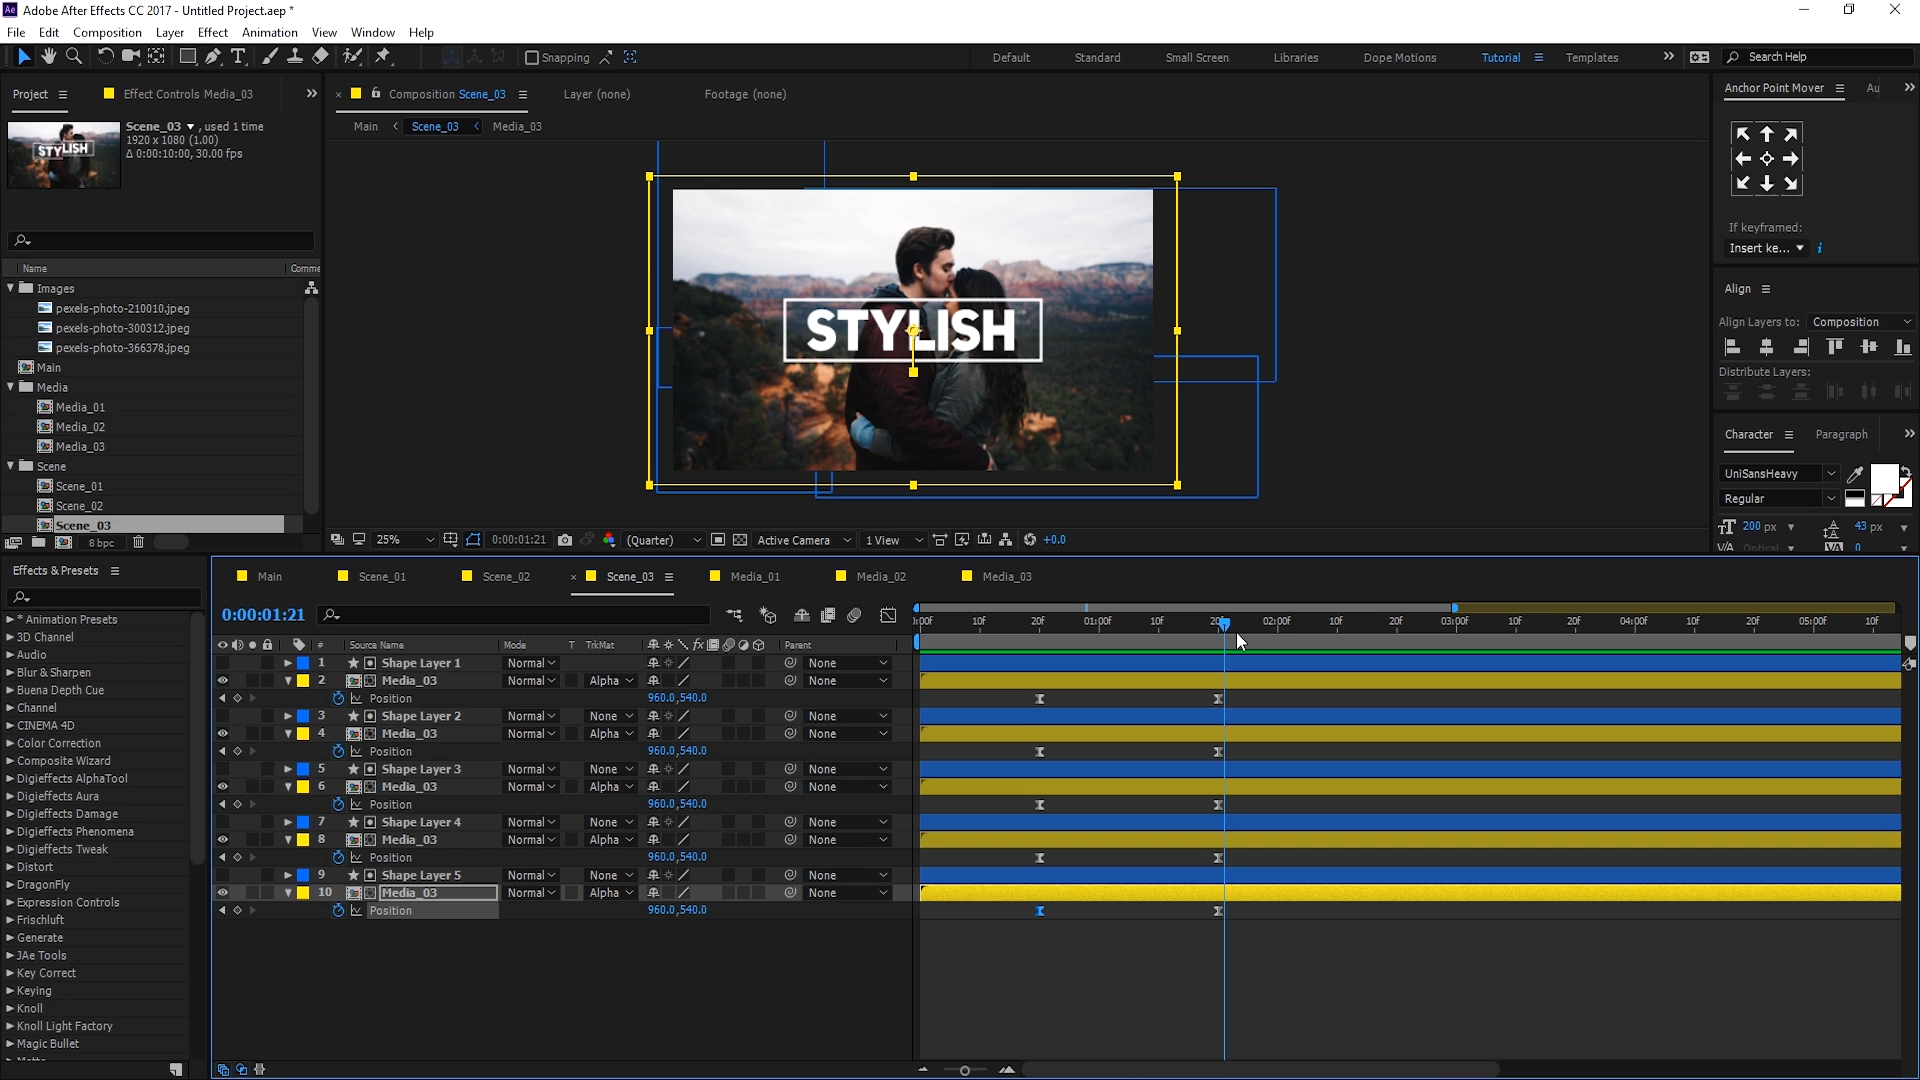 Adobe After Effects CC 2017 - Untitled Project.aep *
File Edit Composition Layer Effect Animation View Window Help
Snapping Default Standard Small Screen Libraries Dope Motions Tutorial Templates Search Help
Project Effect Controls Media_03
Composition Scene_03 Layer (none) Footage (none)
Main Scene_03 Media_03
Scene_03 , used 1 time
1920 x 1080 (1.00)
Δ 0:00:10:00, 30.00 fps
STYLISH
Name Comme
Images
pexels-photo-210010.jpeg
pexels-photo-300312.jpeg
pexels-photo-366378.jpeg
Main
Media
Media_01
Media_02
Media_03
Scene
Scene_01
Scene_02
Scene_03
8 bpc
STYLISH
25% 0:00:01:21 (Quarter) Active Camera 1 View +0.0
Anchor Point Mover Au
If keyframed:
Insert ke...
Align
Align Layers to: Composition
Distribute Layers:
Character Paragraph
UniSansHeavy
Regular
200 px 43 px
Optical 0
Effects & Presets
* Animation Presets
3D Channel
Audio
Blur & Sharpen
Buena Depth Cue
Channel
CINEMA 4D
Color Correction
Composite Wizard
Digieffects AlphaTool
Digieffects Aura
Digieffects Damage
Digieffects Phenomena
Digieffects Tweak
Distort
DragonFly
Expression Controls
Frischluft
Generate
JAe Tools
Key Correct
Keying
Knoll
Knoll Light Factory
Magic Bullet
Main Scene_01 Scene_02 Scene_03 Media_01 Media_02 Media_03
0:00:01:21
:00f 10f 20f 01:00f 10f 20f 02:00f 10f 20f 03:00f 10f 20f 04:00f 10f 20f 05:00f 10f
# Source Name Mode T TrkMat Parent
1 Shape Layer 1 Normal None
2 Media_03 Normal Alpha None
Position 960.0,540.0
3 Shape Layer 2 Normal None None
4 Media_03 Normal Alpha None
Position 960.0,540.0
5 Shape Layer 3 Normal None None
6 Media_03 Normal Alpha None
Position 960.0,540.0
7 Shape Layer 4 Normal None None
8 Media_03 Normal Alpha None
Position 960.0,540.0
9 Shape Layer 5 Normal None None
10 Media_03 Normal Alpha None
Position 960.0,540.0